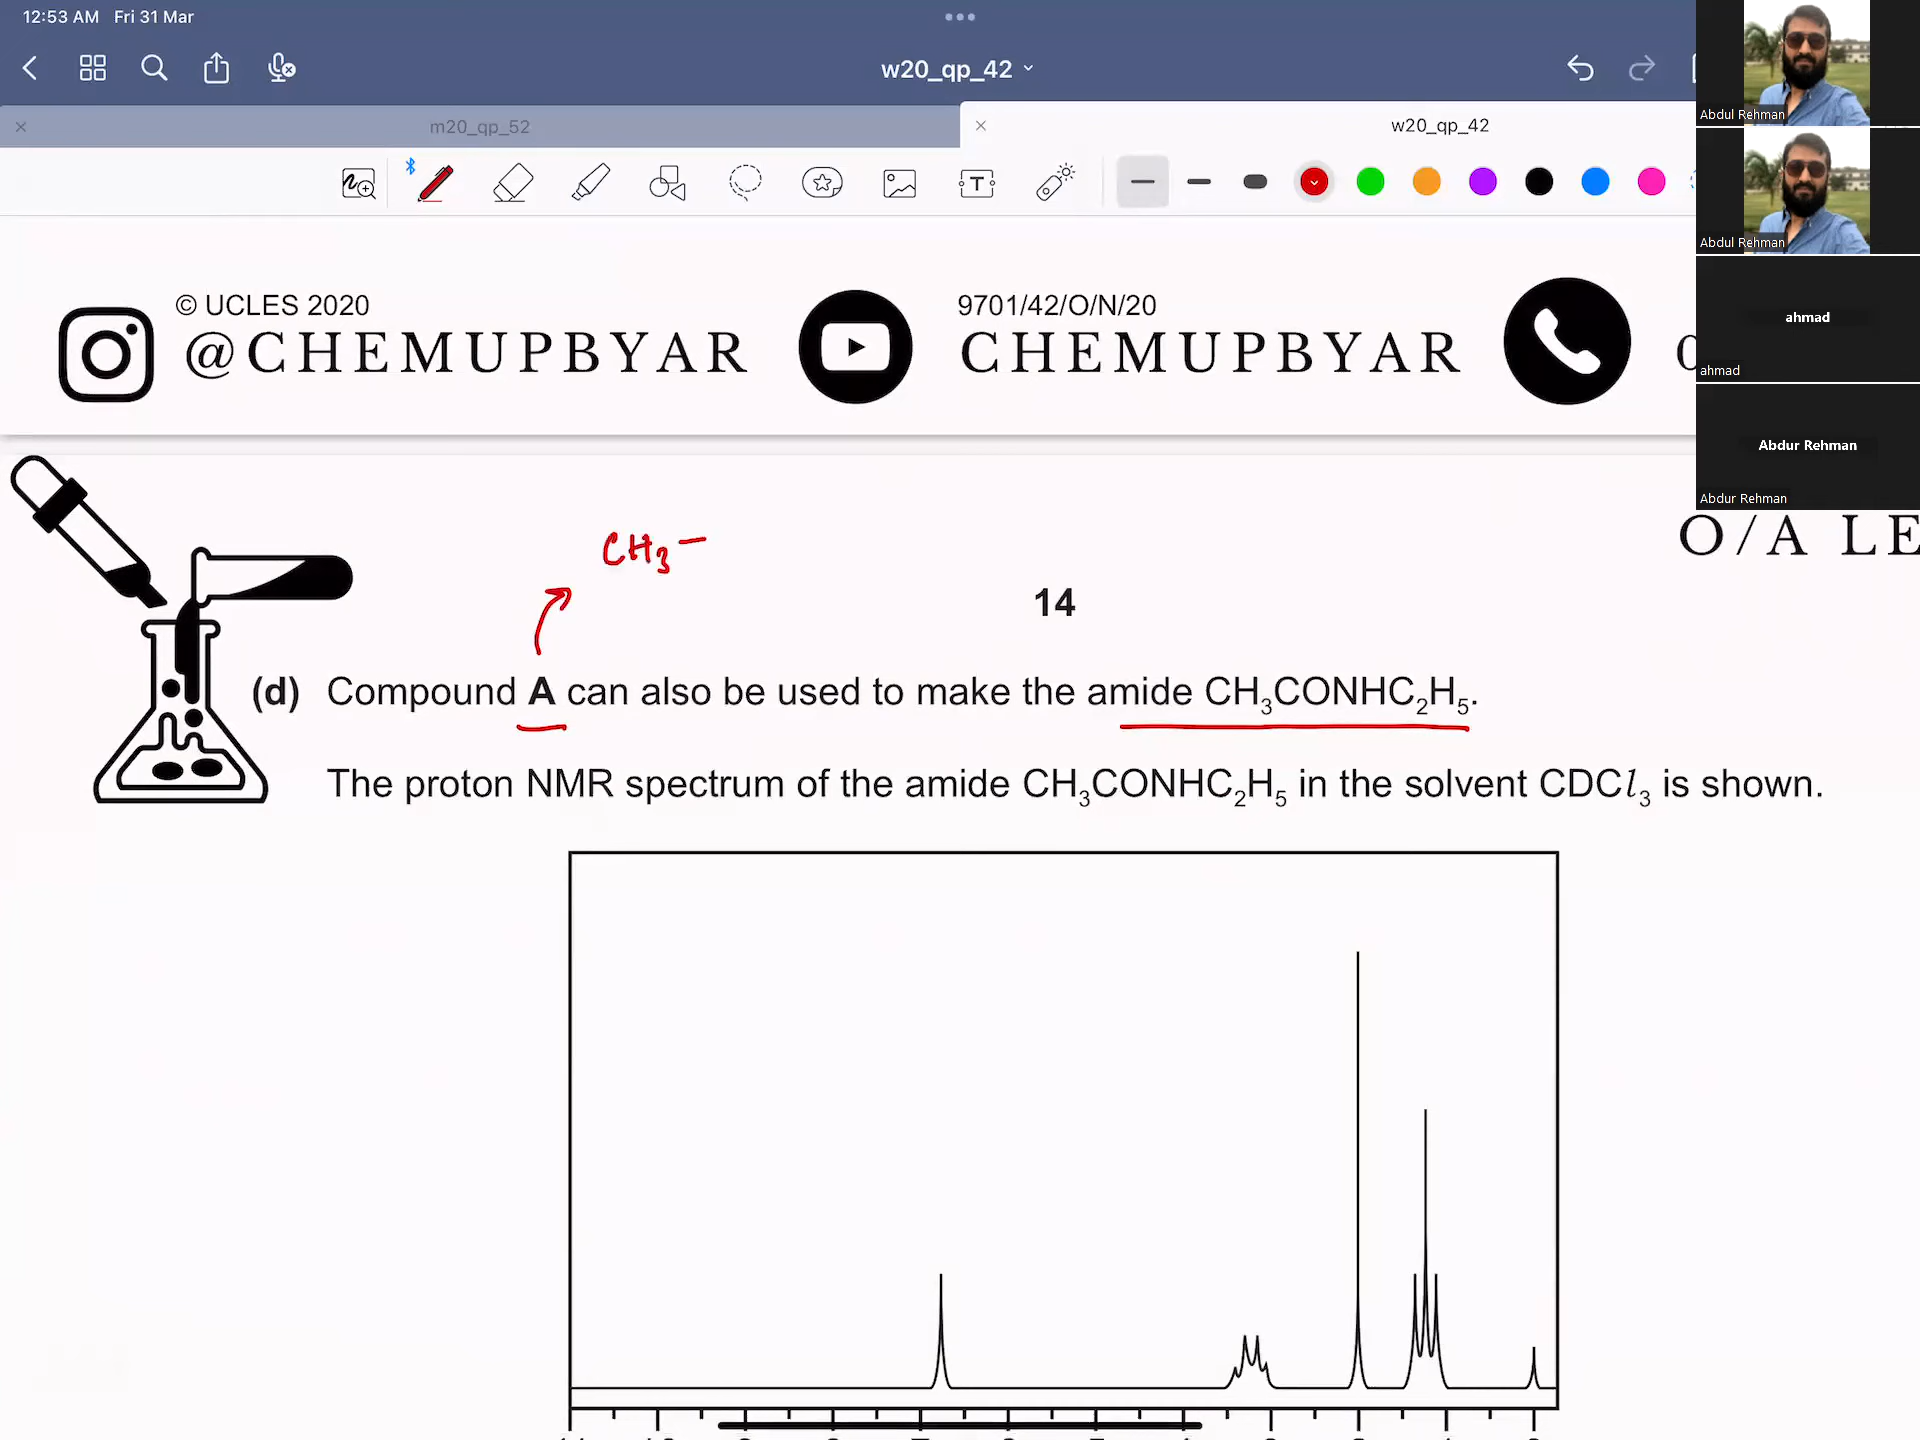 12:53 AM Fri 31 Mar
w20_qp_42
m20_qp_52
w20_qp_42
Abdul Rehman
Abdul Rehman
ahmad
ahmad
Abdur Rehman
Abdur Rehman
© UCLES 2020
9701/42/O/N/20
@CHEMUPBYAR
CHEMUPBYAR
O/A LE
CH₃ –
14
(d) Compound A can also be used to make the amide CH₃CONHC₂H₅.
The proton NMR spectrum of the amide CH₃CONHC₂H₅ in the solvent CDCl₃ is shown.